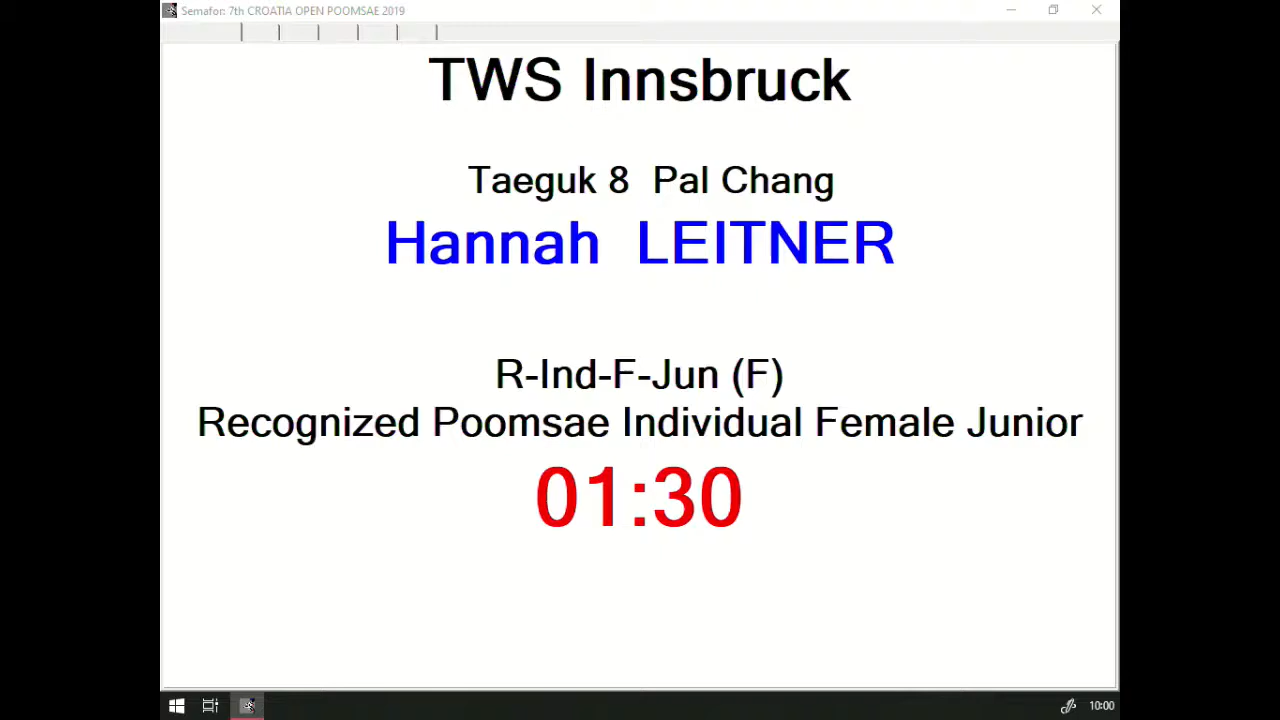 Semafor: 7th CROATIA OPEN POOMSAE 2019
TWS Innsbruck
Taeguk 8 Pal Chang
Hannah LEITNER
R-Ind-F-Jun (F)
Recognized Poomsae Individual Female Junior
01:30
10:00